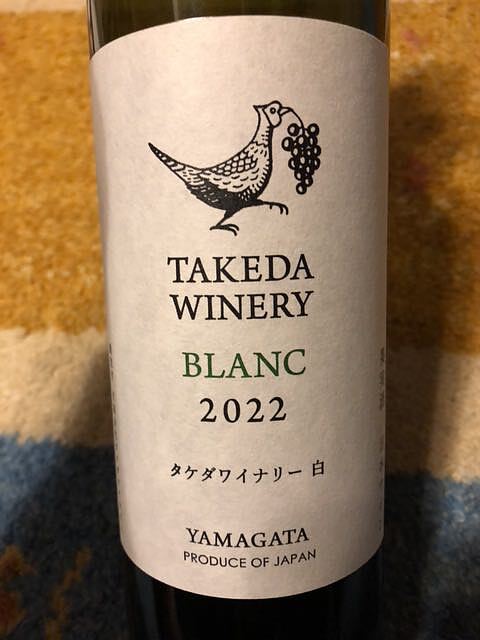 TAKEDA
WINERY
BLANC
2022
タケダワイナリー 白
YAMAGATA
PRODUCE OF JAPAN